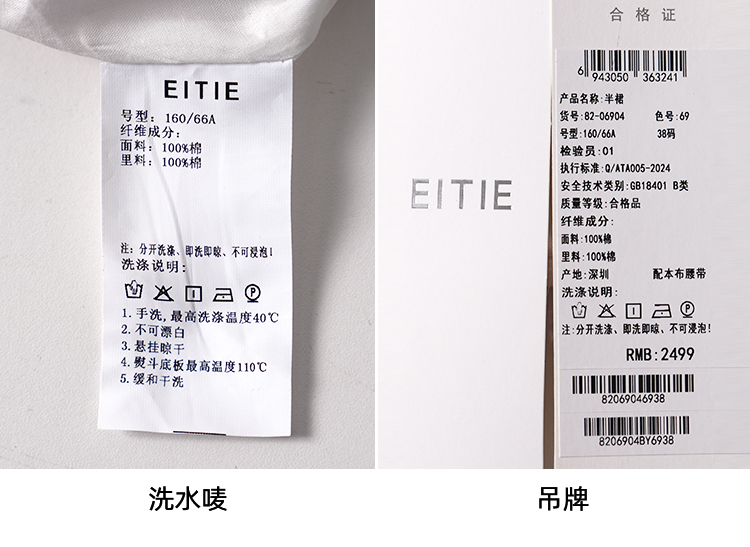 EITIE
号型: 160/66A
纤维成分:
面料: 100%棉
里料: 100%棉
注: 分开洗涤、即洗即晾、不可浸泡!
洗涤说明:
P
1. 手洗,最高洗涤温度40℃
2. 不可漂白
3. 悬挂晾干
4. 熨斗底板最高温度110℃
5. 缓和干洗
洗水唛
EITIE
合格证
6 943050 363241
产品名称:半裙
货号:82-06904 色号:69
号型:160/66A 38码
检验员:01
执行标准:Q/ATA005-2024
安全技术类别:GB18401 B类
质量等级:合格品
纤维成分:
面料:100%棉
里料:100%棉
产地:深圳 配本布腰带
洗涤说明:
P
注:分开洗涤、即洗即晾、不可浸泡!
RMB:2499
82069046938
8206904BY6938
吊牌